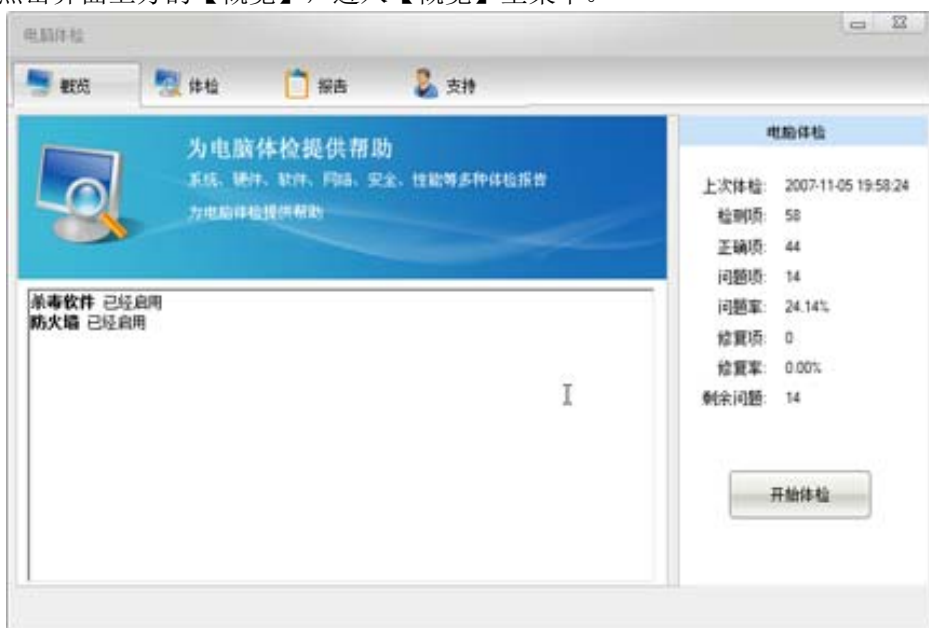 点击界面上方的【概览】，进入【概览】主菜单。
电脑体检
概览 体检 报告 支持
为电脑体检提供帮助
系统、硬件、软件、网络、安全、性能等多种体检报告
为电脑体检提供帮助
杀毒软件 已经启用
防火墙 已经启用
电脑体检
上次体检: 2007-11-05 19:58:24
检测项: 58
正确项: 44
问题项: 14
问题率: 24.14%
修复项: 0
修复率: 0.00%
剩余问题: 14
开始体检